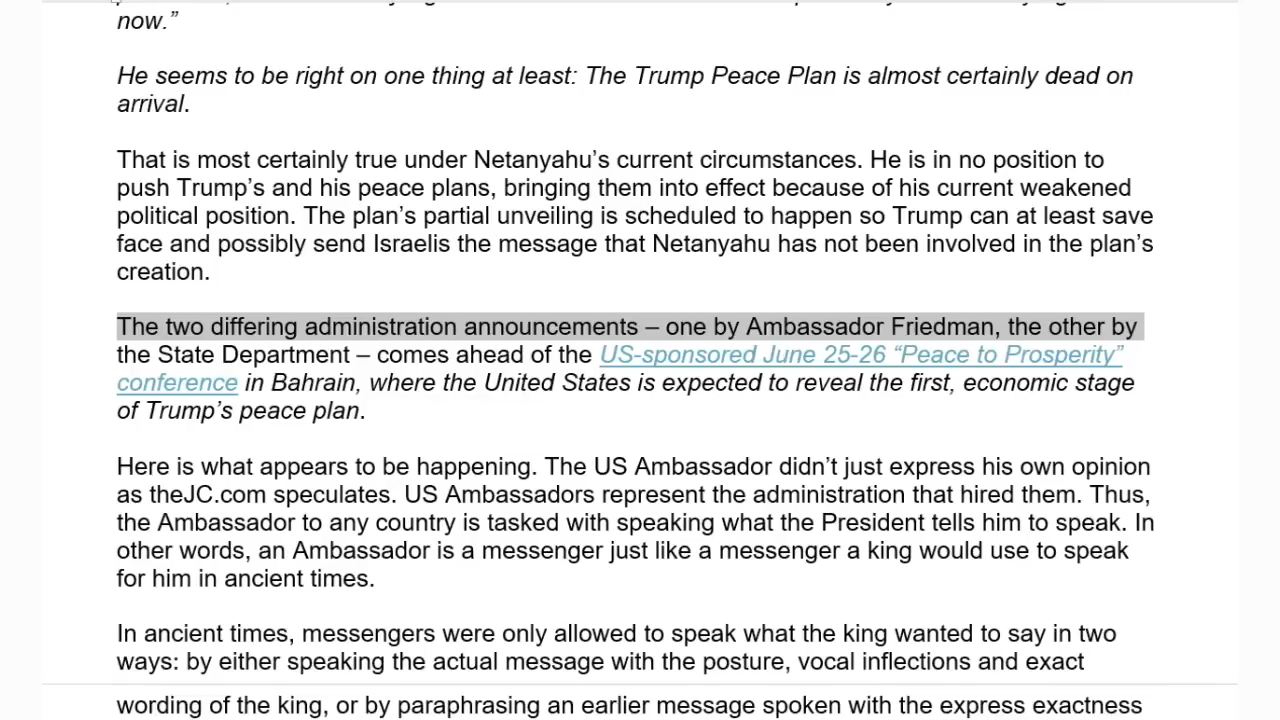 now.”
He seems to be right on one thing at least: The Trump Peace Plan is almost certainly dead on
arrival.
That is most certainly true under Netanyahu’s current circumstances. He is in no position to
push Trump’s and his peace plans, bringing them into effect because of his current weakened
political position. The plan’s partial unveiling is scheduled to happen so Trump can at least save
face and possibly send Israelis the message that Netanyahu has not been involved in the plan’s
creation.
The two differing administration announcements – one by Ambassador Friedman, the other by
the State Department – comes ahead of the US-sponsored June 25-26 “Peace to Prosperity”
conference in Bahrain, where the United States is expected to reveal the first, economic stage
of Trump’s peace plan.
Here is what appears to be happening. The US Ambassador didn’t just express his own opinion
as theJC.com speculates. US Ambassadors represent the administration that hired them. Thus,
the Ambassador to any country is tasked with speaking what the President tells him to speak. In
other words, an Ambassador is a messenger just like a messenger a king would use to speak
for him in ancient times.
In ancient times, messengers were only allowed to speak what the king wanted to say in two
ways: by either speaking the actual message with the posture, vocal inflections and exact
wording of the king, or by paraphrasing an earlier message spoken with the express exactness